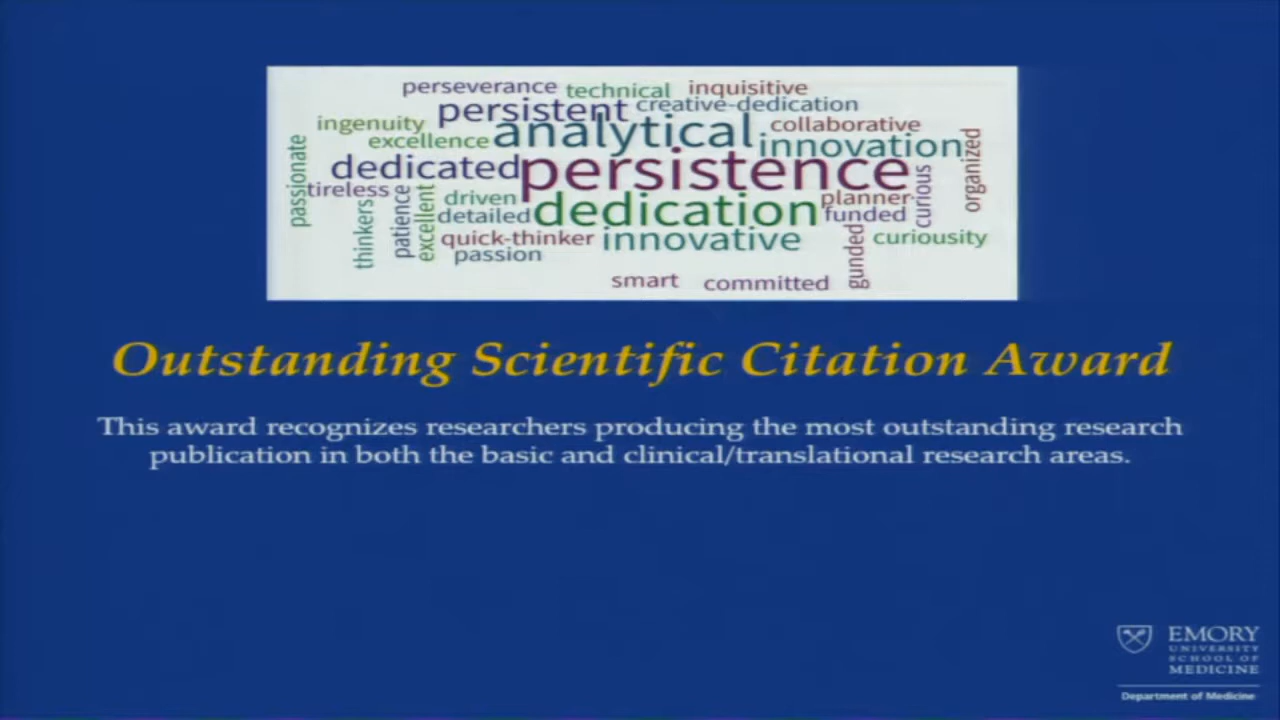 perseverance technical inquisitive
persistent creative-dedication
ingenuity analytical collaborative
excellence innovation
passionate dedicated persistence organized
tireless driven planner curious
thinkers patience excellent detailed dedication funded
quick-thinker innovative gunded curiousity
passion
smart committed
Outstanding Scientific Citation Award
This award recognizes researchers producing the most outstanding research
publication in both the basic and clinical/translational research areas.
EMORY
UNIVERSITY
SCHOOL OF
MEDICINE
Department of Medicine